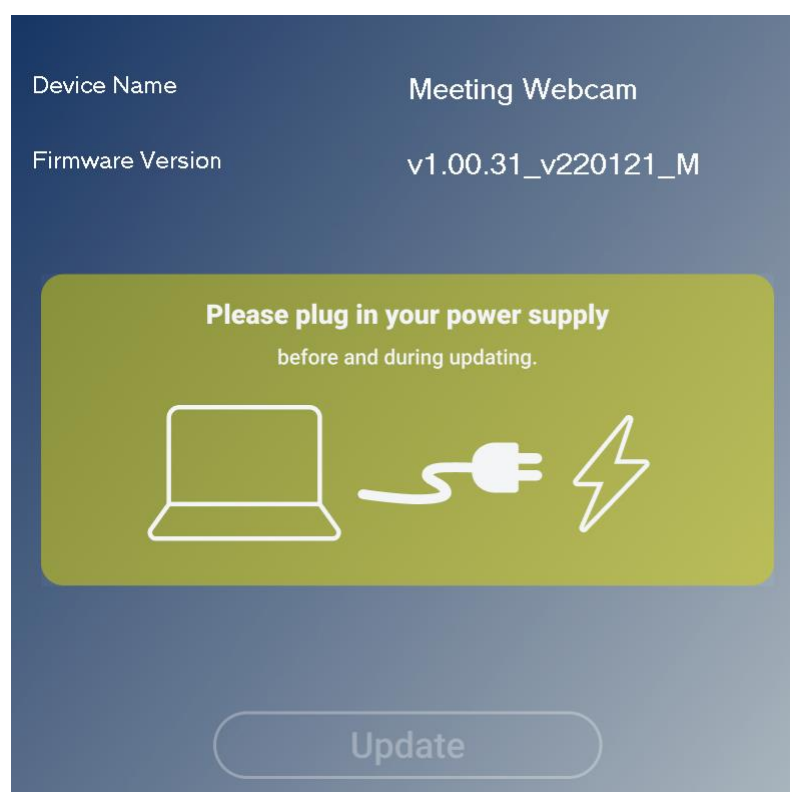 Device Name Meeting Webcam
Firmware Version v1.00.31_v220121_M
Please plug in your power supply
before and during updating.
Update